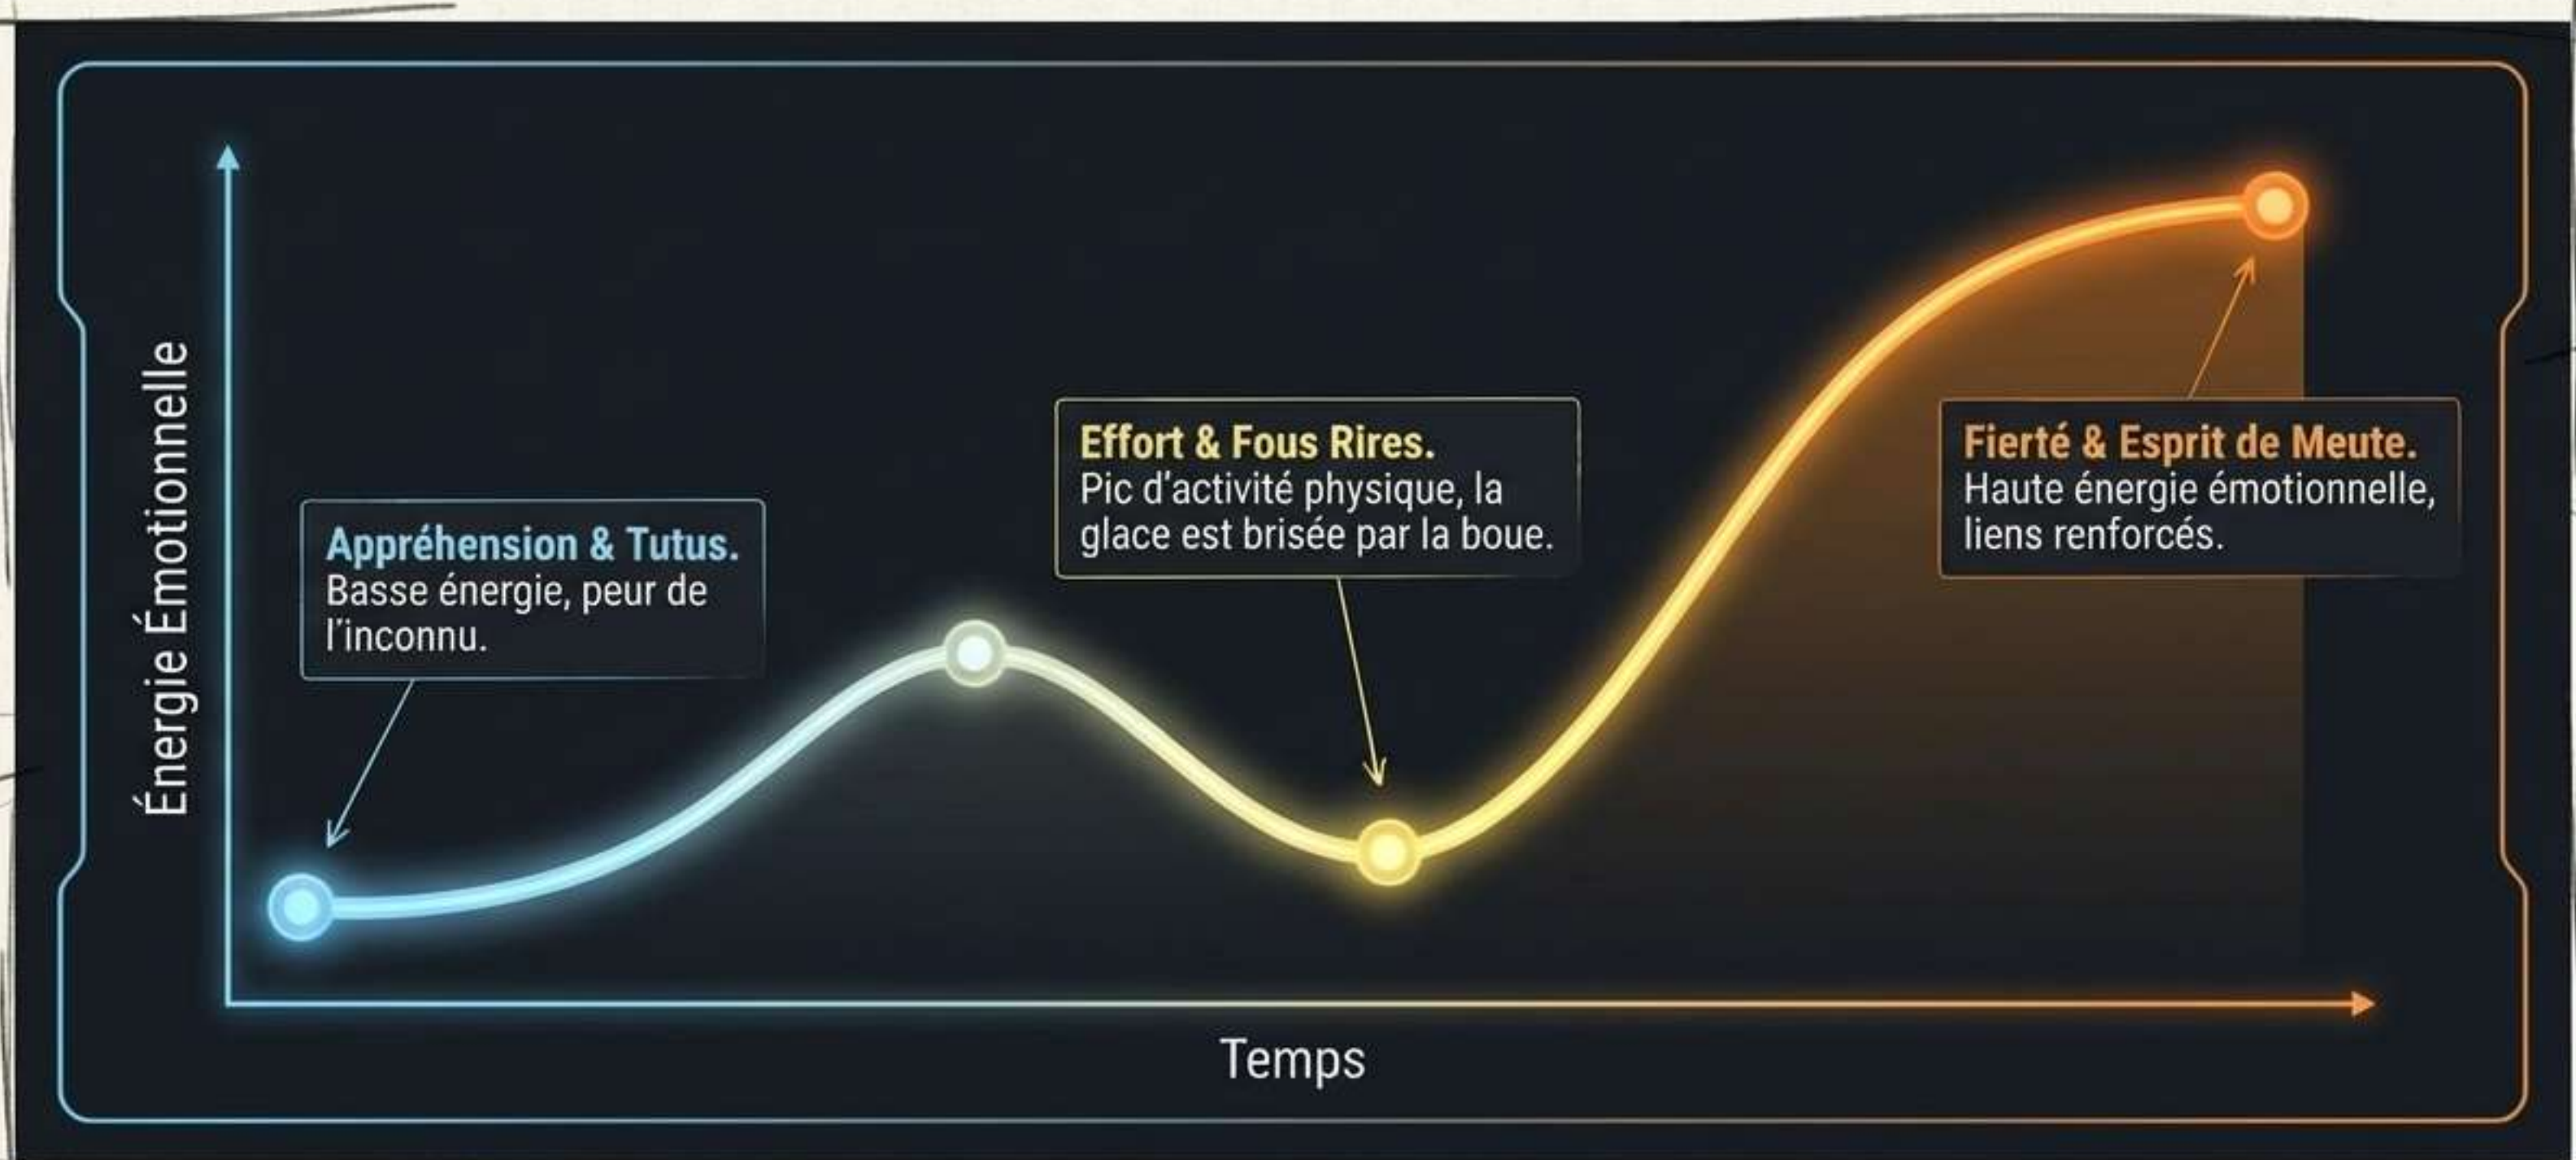 Énergie Émotionnelle
Appréhension & Tutus.
Basse énergie, peur de
l'inconnu.
Effort & Fous Rires.
Pic d'activité physique, la
glace est brisée par la boue.
Fierté & Esprit de Meute.
Haute énergie émotionnelle,
liens renforcés.
Temps